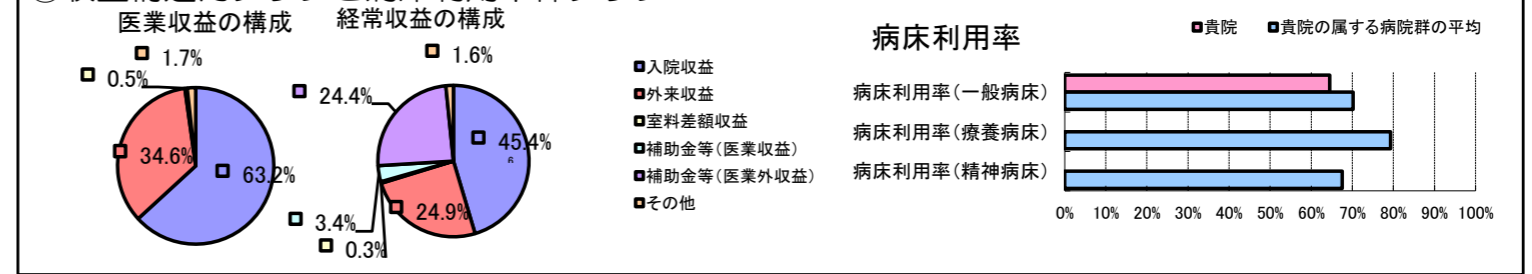 医業収益の構成
経常収益の構成
1.7%
0.5%
34.6%
63.2%
1.6%
24.4%
45.4%
24.9%
3.4%
0.3%
入院収益
外来収益
室料差額収益
補助金等(医業収益)
補助金等(医業外収益)
その他
病床利用率
貴院
貴院の属する病院群の平均
病床利用率(一般病床)
病床利用率(療養病床)
病床利用率(精神病床)
0% 10% 20% 30% 40% 50% 60% 70% 80% 90% 100%